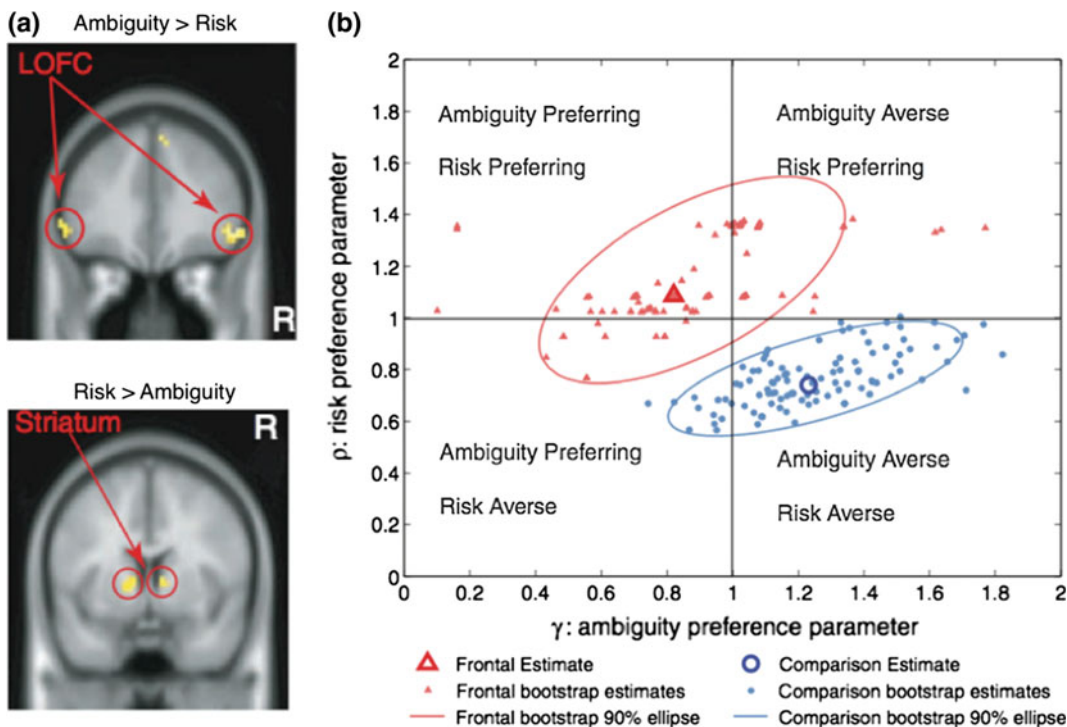 (a)
Ambiguity > Risk
LOFC
R
Risk > Ambiguity
Striatum
R
(b)
2
1.8
1.6
1.4
1.2
1
0.8
0.6
0.4
0.2
0
ρ: risk preference parameter
Ambiguity Preferring
Risk Preferring
Ambiguity Averse
Risk Preferring
Ambiguity Preferring
Risk Averse
Ambiguity Averse
Risk Averse
0 0.2 0.4 0.6 0.8 1 1.2 1.4 1.6 1.8 2
γ: ambiguity preference parameter
Frontal Estimate
Frontal bootstrap estimates
Frontal bootstrap 90% ellipse
Comparison Estimate
Comparison bootstrap estimates
Comparison bootstrap 90% ellipse